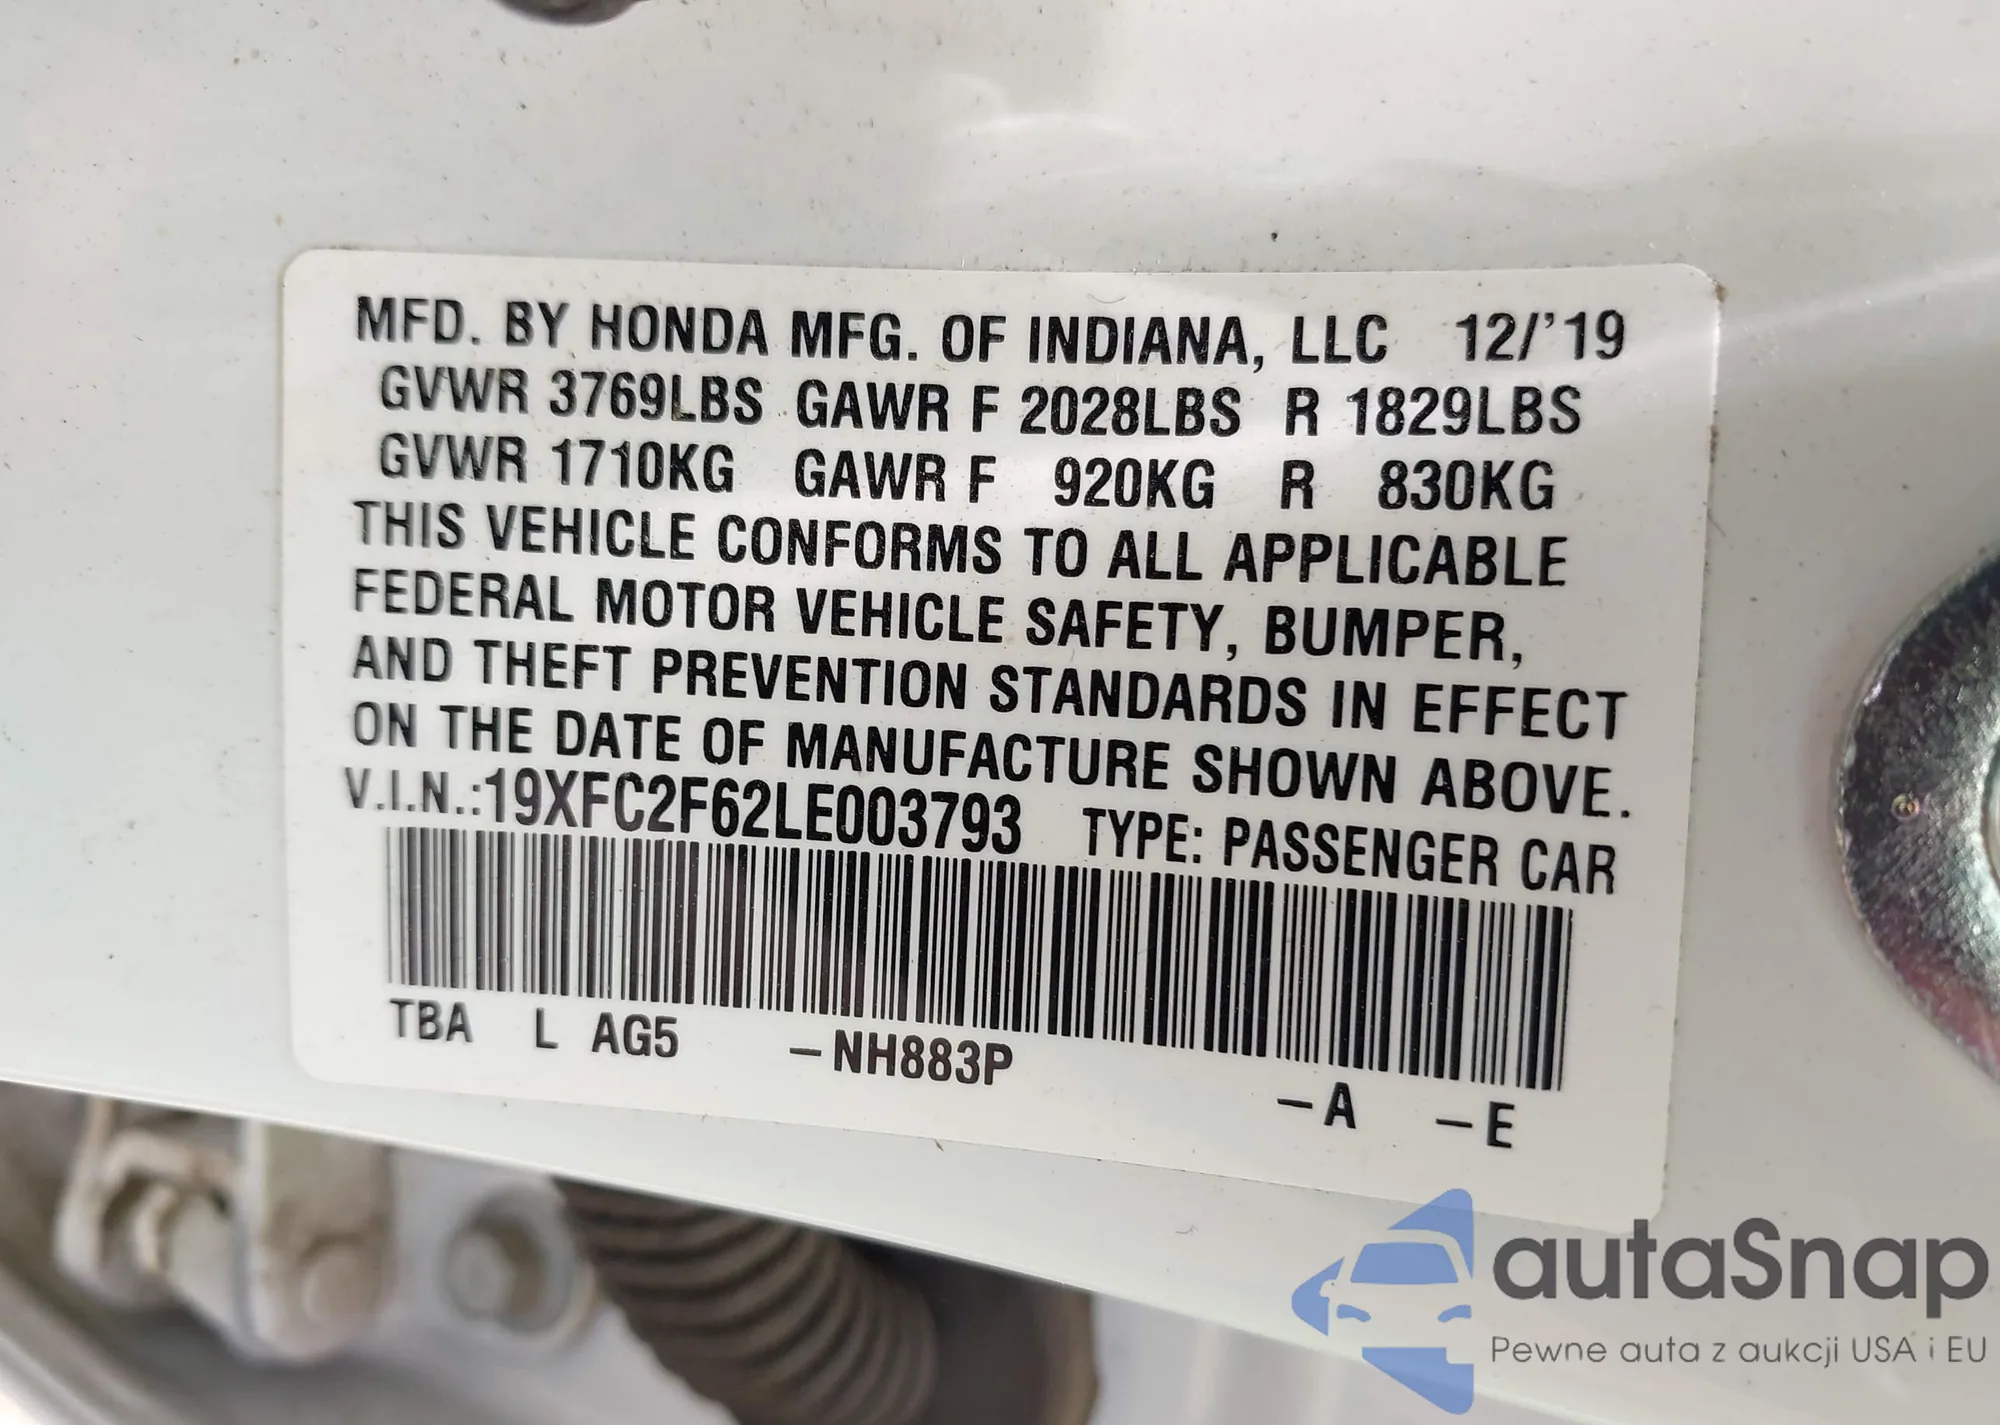 MFD. BY HONDA MFG. OF INDIANA, LLC 12/'19
GVWR 3769LBS GAWR F 2028LBS R 1829LBS
GVWR 1710KG GAWR F 920KG R 830KG
THIS VEHICLE CONFORMS TO ALL APPLICABLE
FEDERAL MOTOR VEHICLE SAFETY, BUMPER,
AND THEFT PREVENTION STANDARDS IN EFFECT
ON THE DATE OF MANUFACTURE SHOWN ABOVE.
V.I.N.:19XFC2F62LE003793 TYPE: PASSENGER CAR
TBA L AG5 –NH883P –A –E
autaSnap
Pewne auta z aukcji USA i EU